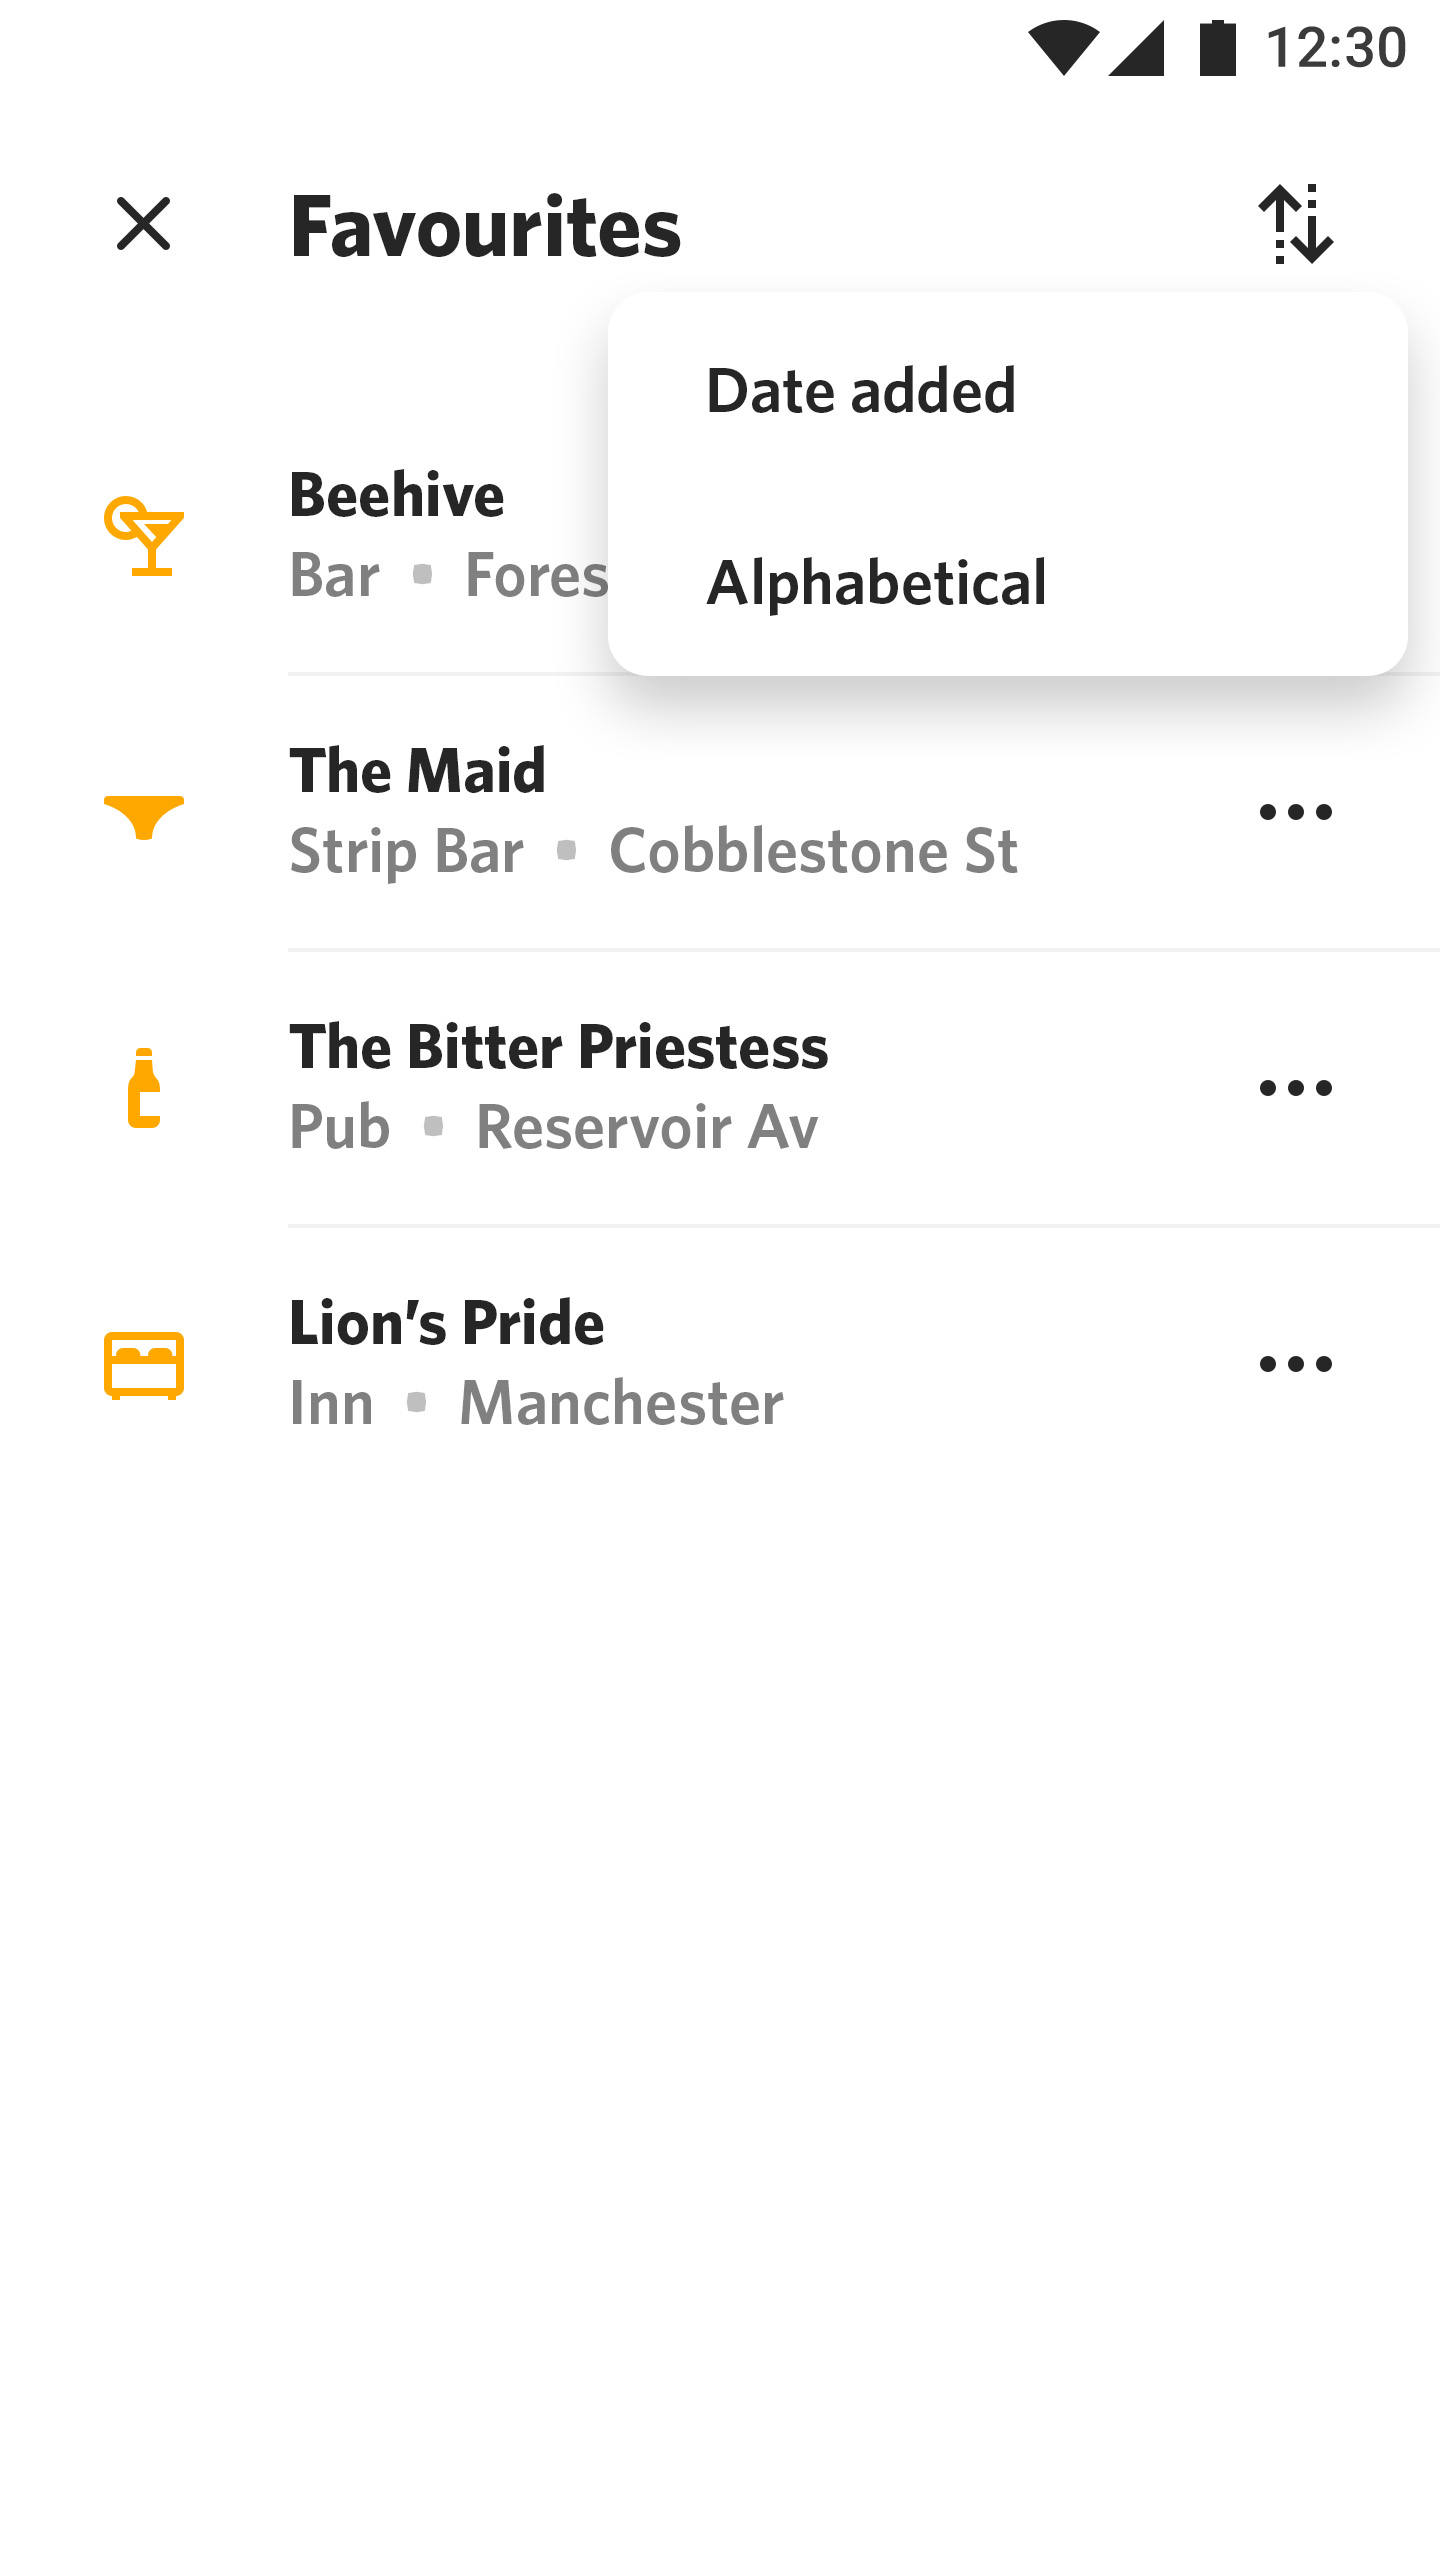 12:30
Favourites
Date added
Alphabetical
Beehive
Bar ▪ Fores
The Maid
Strip Bar ▪ Cobblestone St
The Bitter Priestess
Pub ▪ Reservoir Av
Lion’s Pride
Inn ▪ Manchester